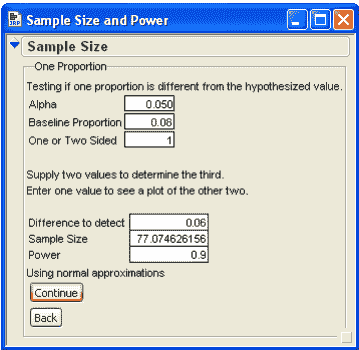 Sample Size and Power
Sample Size
One Proportion
Testing if one proportion is different from the hypothesized value.
Alpha 0.050
Baseline Proportion 0.08
One or Two Sided 1
Supply two values to determine the third.
Enter one value to see a plot of the other two.
Difference to detect 0.06
Sample Size 77.074626156
Power 0.9
Using normal approximations
Continue
Back